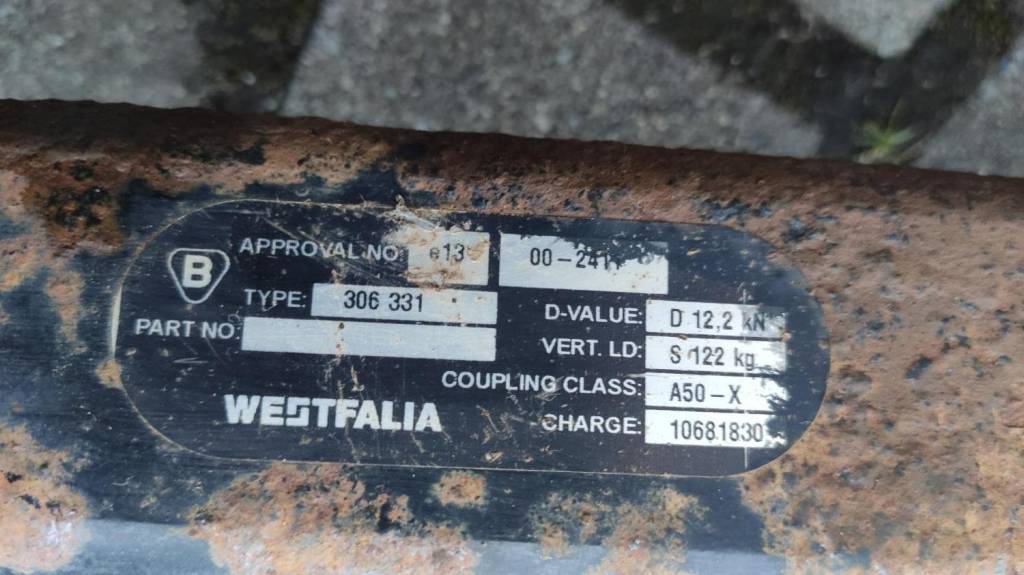 B
APPROVAL NO: e13 00-2411
TYPE: 306 331
D-VALUE: D 12,2 kN
PART NO:
VERT. LD: S 122 kg
COUPLING CLASS: A50-X
WESTFALIA
CHARGE: 10681830